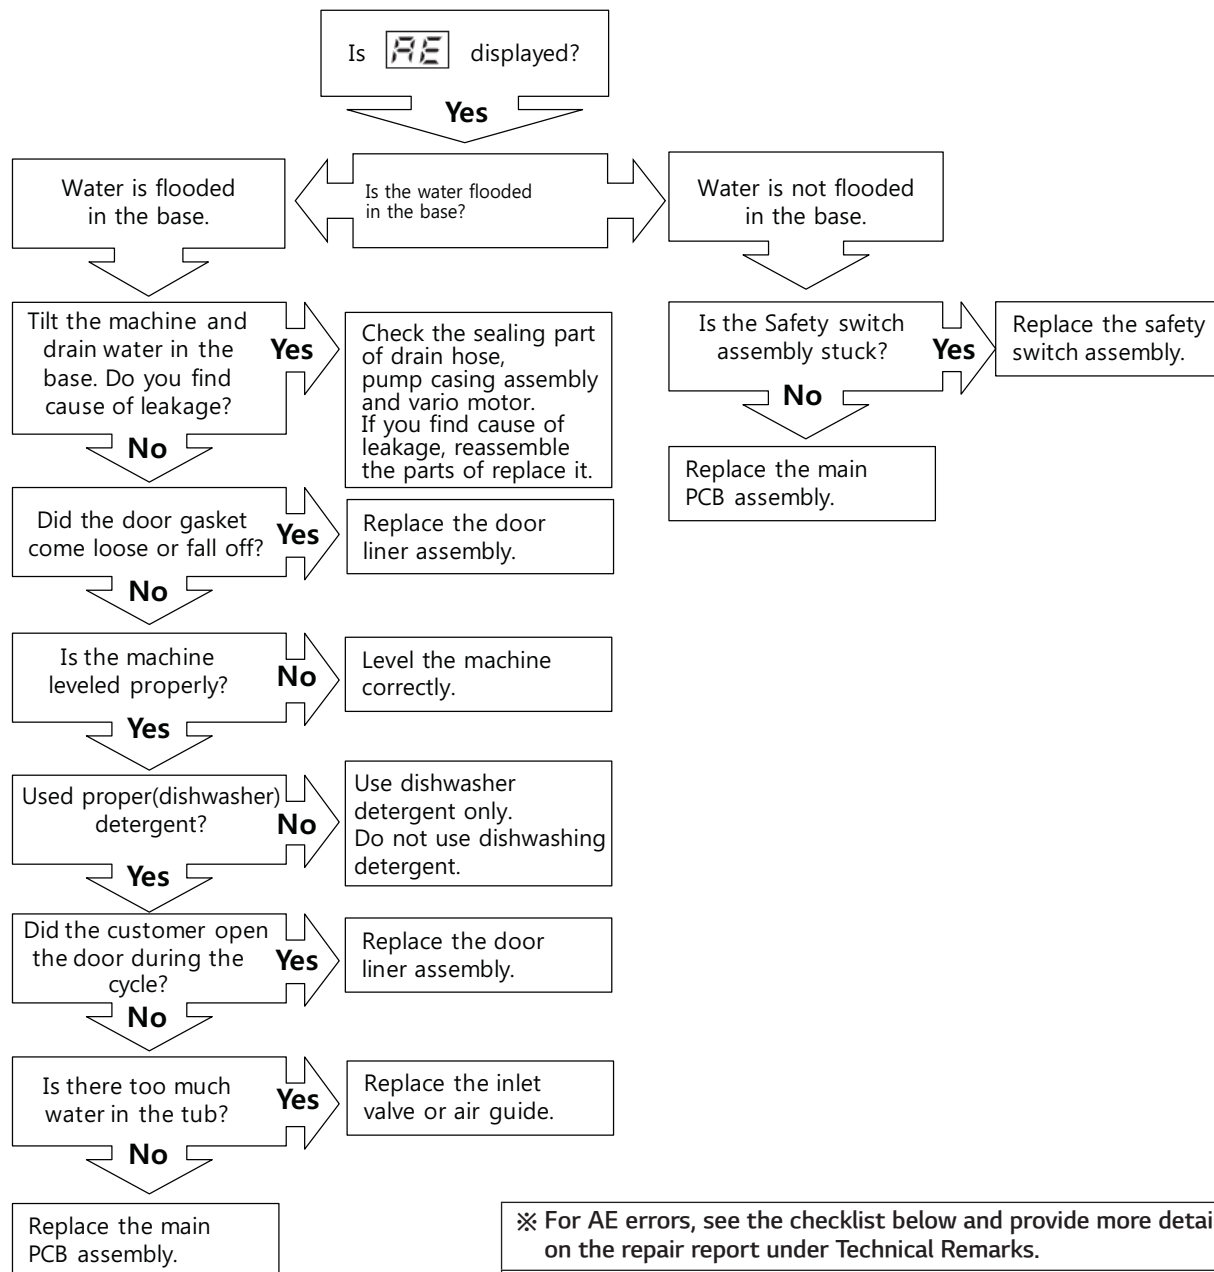 Is AE displayed?
Yes
Water is flooded
in the base.
Is the water flooded
in the base?
Water is not flooded
in the base.
Tilt the machine and
drain water in the
base. Do you find
cause of leakage?
Yes
Check the sealing part
of drain hose,
pump casing assembly
and vario motor.
If you find cause of
leakage, reassemble
the parts of replace it.
No
Is the Safety switch
assembly stuck?
Yes
Replace the safety
switch assembly.
No
Replace the main
PCB assembly.
Did the door gasket
come loose or fall off?
Yes
Replace the door
liner assembly.
No
Is the machine
leveled properly?
No
Level the machine
correctly.
Yes
Used proper(dishwasher)
detergent?
No
Use dishwasher
detergent only.
Do not use dishwashing
detergent.
Yes
Did the customer open
the door during the
cycle?
Yes
Replace the door
liner assembly.
No
Is there too much
water in the tub?
Yes
Replace the inlet
valve or air guide.
No
Replace the main
PCB assembly.
※ For AE errors, see the checklist below and provide more detai
on the repair report under Technical Remarks.